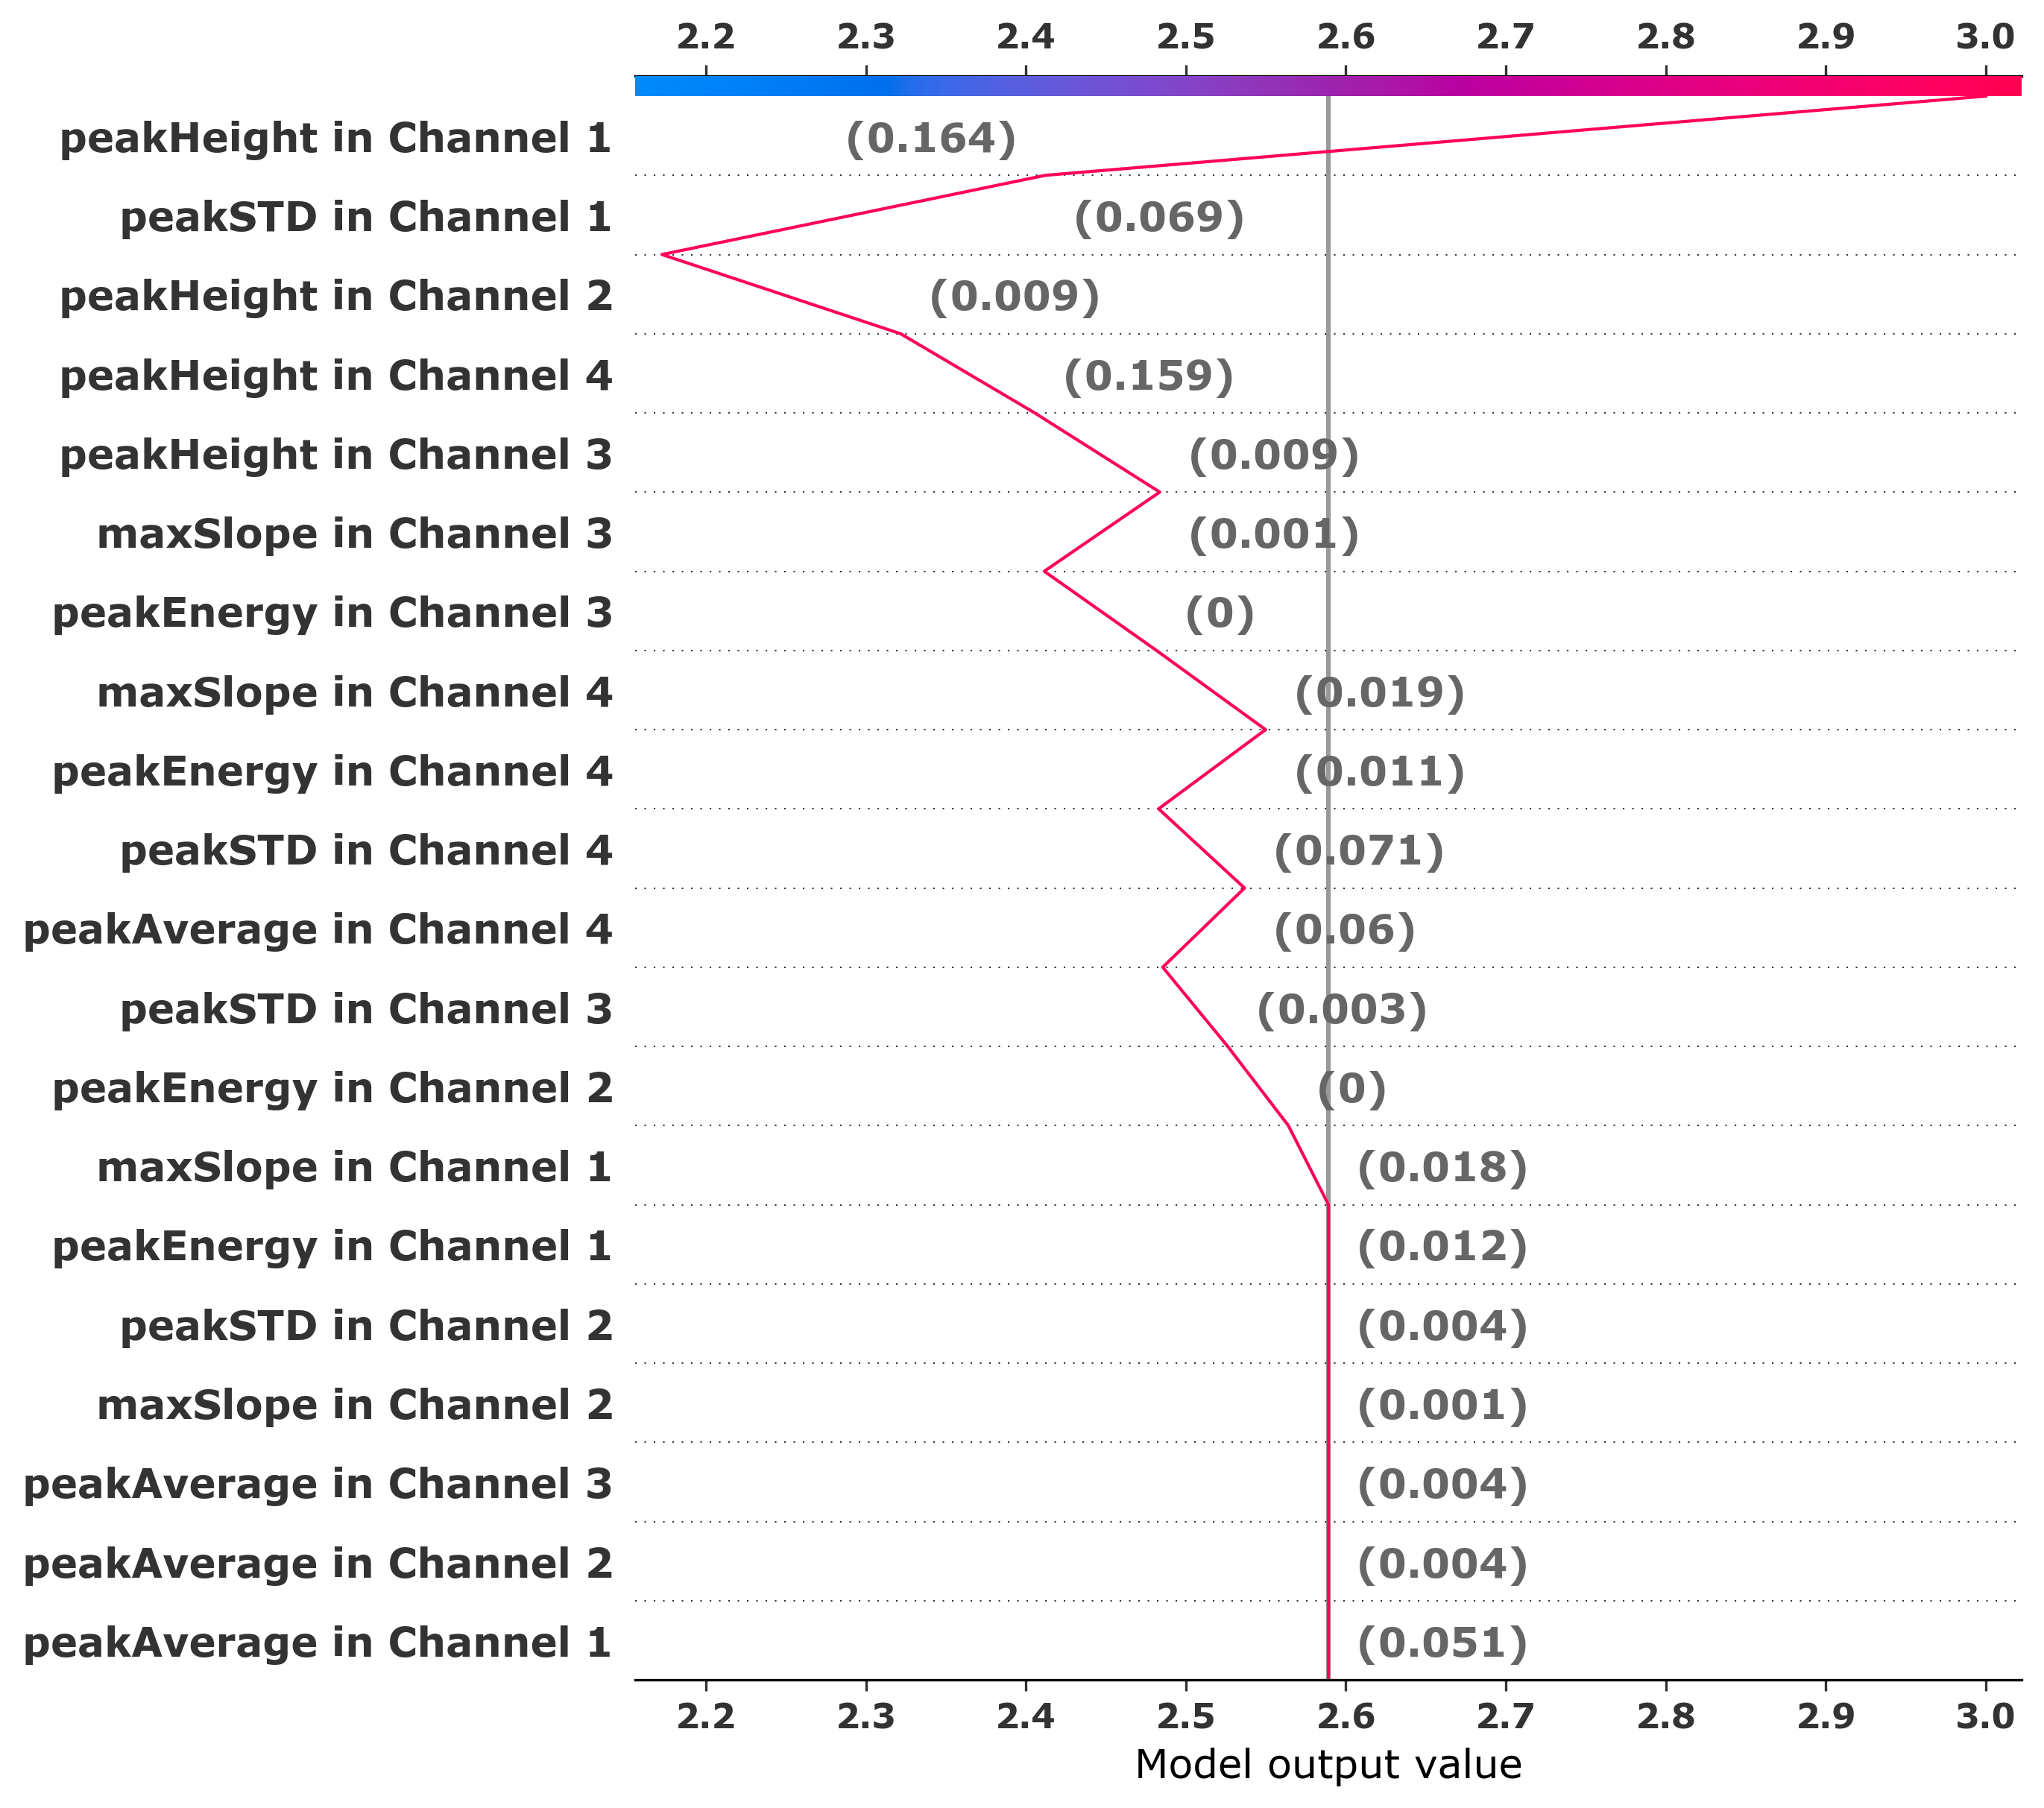 2.2 2.3 2.4 2.5 2.6 2.7 2.8 2.9 3.0
peakHeight in Channel 1 (0.164)
peakSTD in Channel 1 (0.069)
peakHeight in Channel 2 (0.009)
peakHeight in Channel 4 (0.159)
peakHeight in Channel 3 (0.009)
maxSlope in Channel 3 (0.001)
peakEnergy in Channel 3 (0)
maxSlope in Channel 4 (0.019)
peakEnergy in Channel 4 (0.011)
peakSTD in Channel 4 (0.071)
peakAverage in Channel 4 (0.06)
peakSTD in Channel 3 (0.003)
peakEnergy in Channel 2 (0)
maxSlope in Channel 1 (0.018)
peakEnergy in Channel 1 (0.012)
peakSTD in Channel 2 (0.004)
maxSlope in Channel 2 (0.001)
peakAverage in Channel 3 (0.004)
peakAverage in Channel 2 (0.004)
peakAverage in Channel 1 (0.051)
2.2 2.3 2.4 2.5 2.6 2.7 2.8 2.9 3.0
Model output value